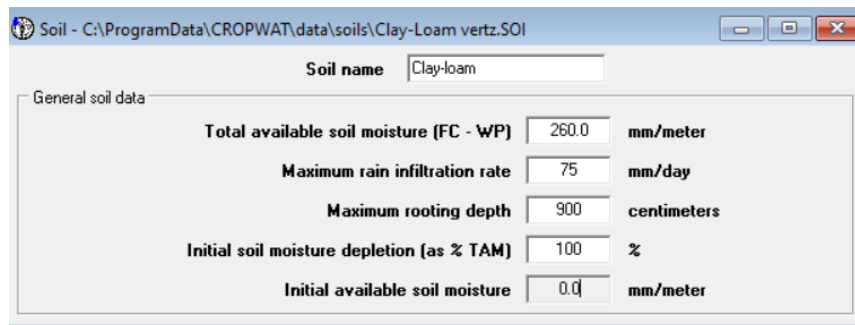 Soil - C:\ProgramData\CROPWAT\data\soils\Clay-Loam vertz.SOI
Soil name Clay-loam
General soil data
Total available soil moisture (FC - WP) 260.0 mm/meter
Maximum rain infiltration rate 75 mm/day
Maximum rooting depth 900 centimeters
Initial soil moisture depletion (as % TAM) 100 %
Initial available soil moisture 0.0 mm/meter